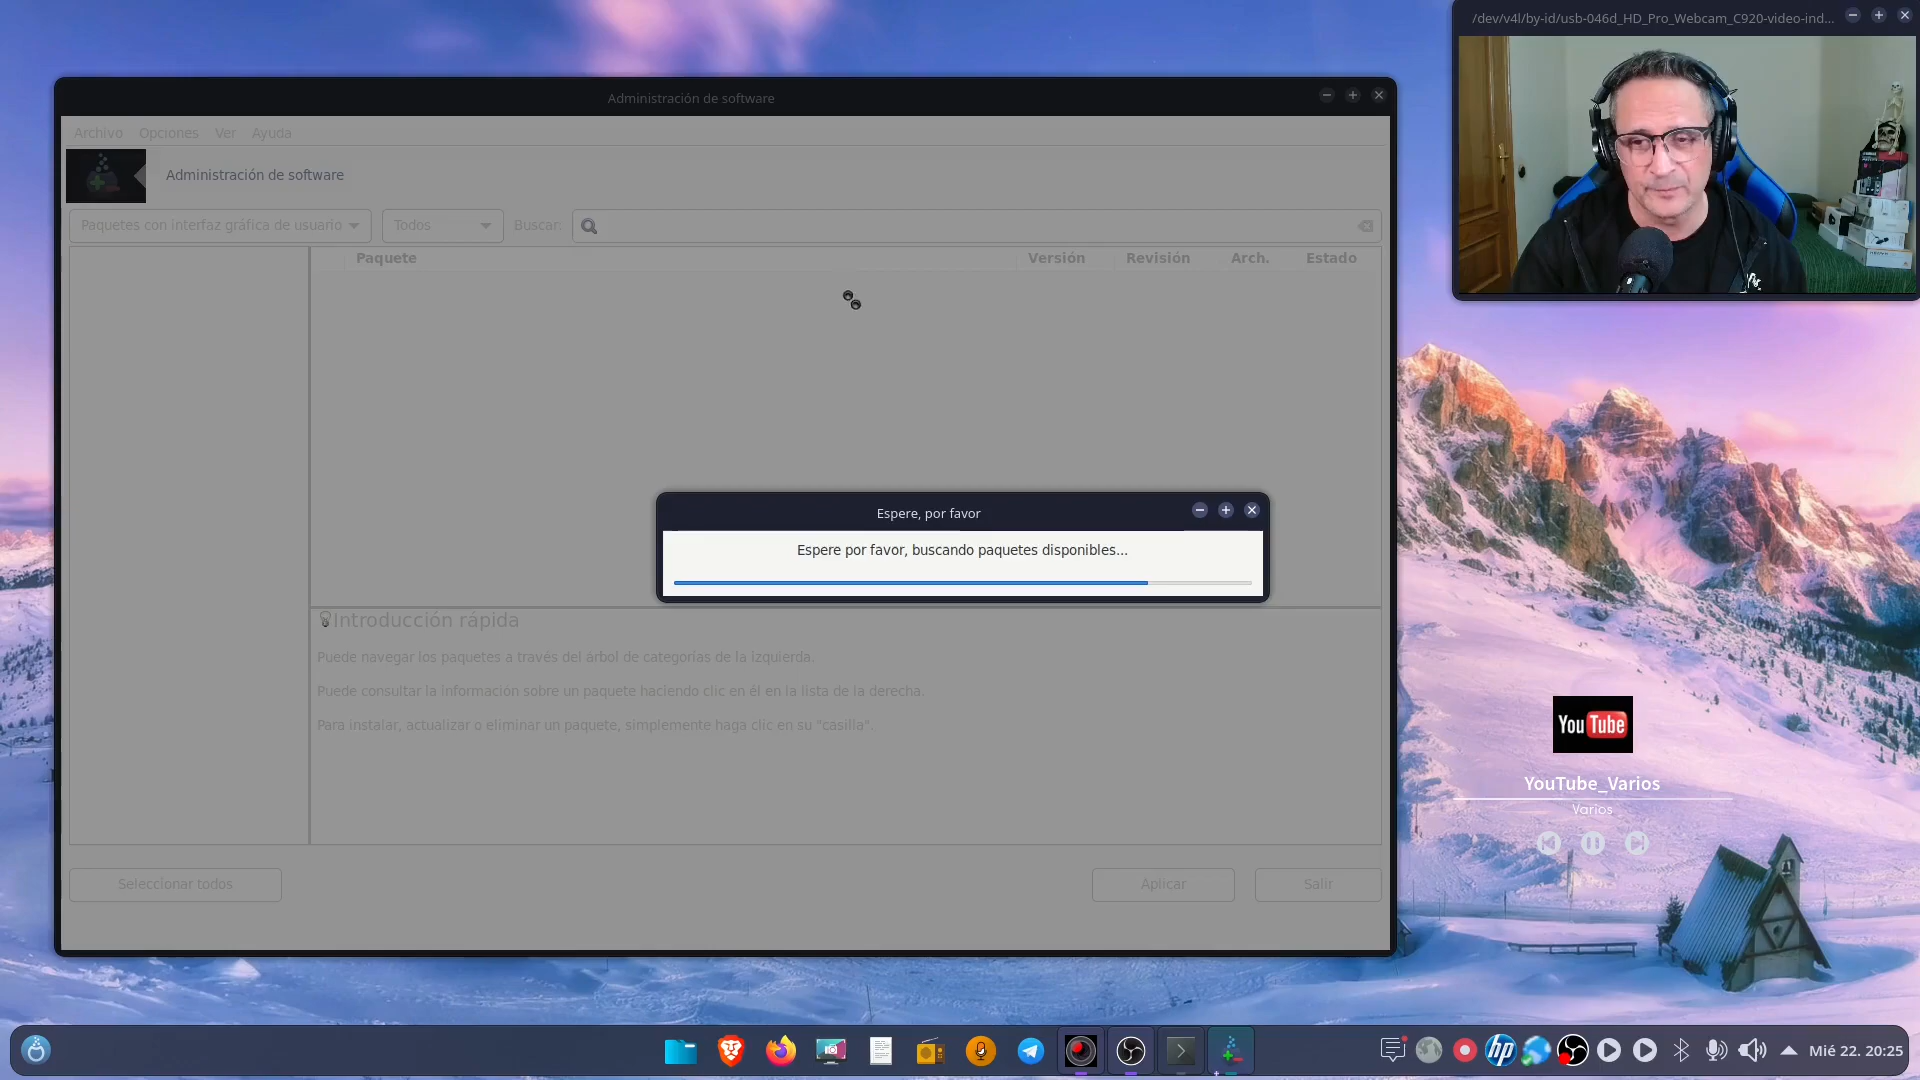 /dev/v4l/by-id/usb-046d_HD_Pro_Webcam_C920-video-ind...
Administración de software
Archivo Opciones Ver Ayuda
Administración de software
Paquetes con interfaz gráfica de usuario Todos Buscar:
Paquete Versión Revisión Arch. Estado
Espere, por favor
Espere por favor, buscando paquetes disponibles...
Introducción rápida
Puede navegar los paquetes a través del árbol de categorías de la izquierda.
Puede consultar la información sobre un paquete haciendo clic en él en la lista de la derecha.
Para instalar, actualizar o eliminar un paquete, simplemente haga clic en su "casilla".
You Tube
YouTube_Varios
Varios
Seleccionar todos Aplicar Salir
hp
Mié 22. 20:25